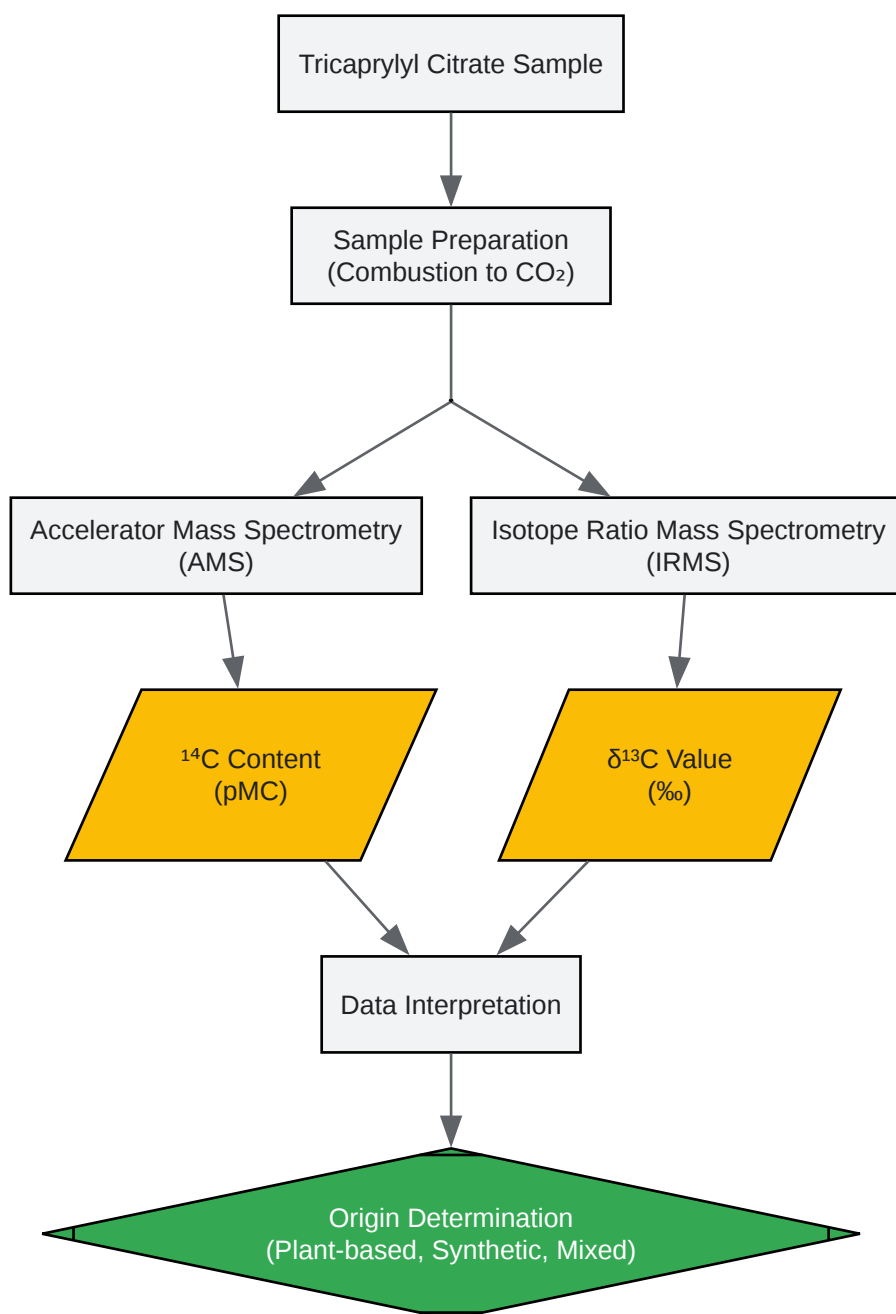 Tricaprylyl Citrate Sample
Sample Preparation
(Combustion to CO₂)
Accelerator Mass Spectrometry
(AMS)
Isotope Ratio Mass Spectrometry
(IRMS)
¹⁴C Content
(pMC)
δ¹³C Value
(‰)
Data Interpretation
Origin Determination
(Plant-based, Synthetic, Mixed)